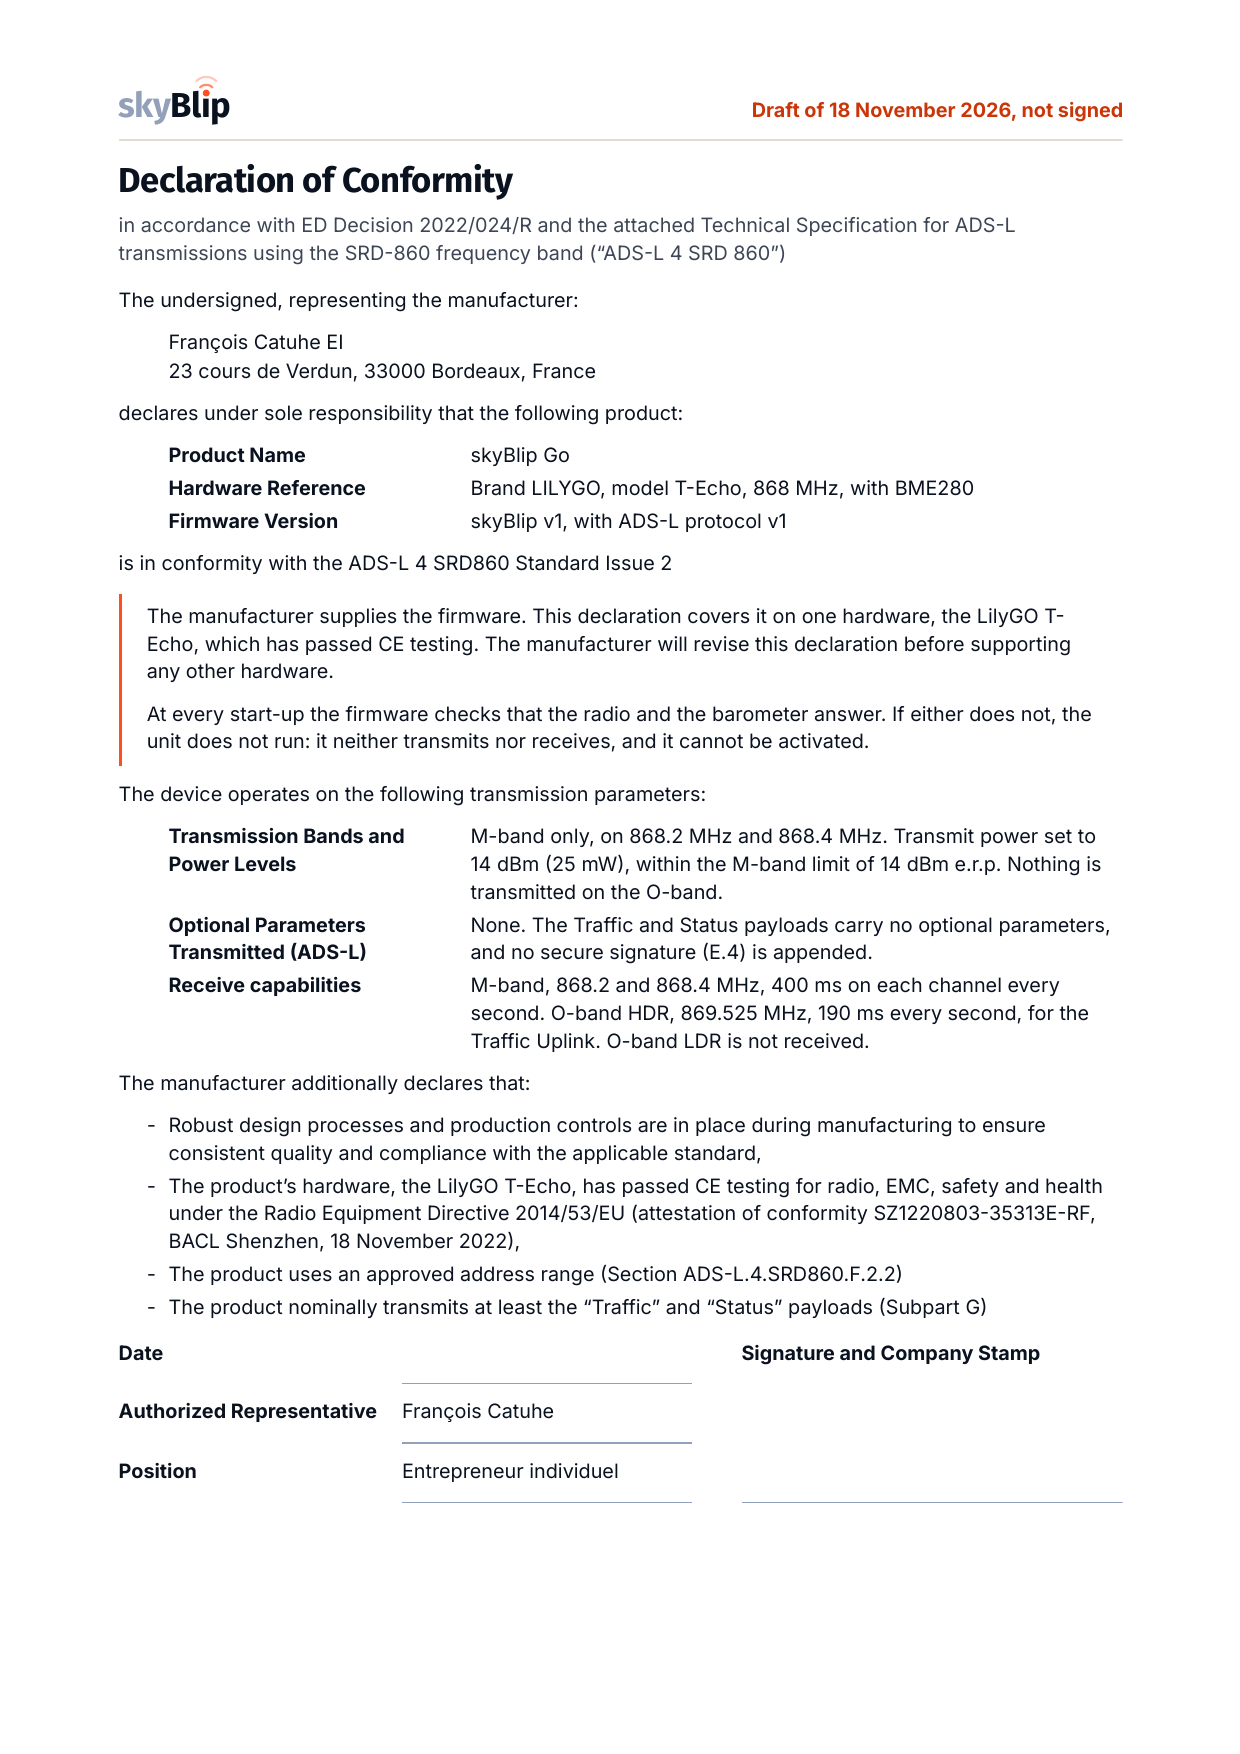 skyBlip
Draft of 18 November 2026, not signed
Declaration of Conformity
in accordance with ED Decision 2022/024/R and the attached Technical Specification for ADS-L
transmissions using the SRD-860 frequency band (“ADS-L 4 SRD 860”)
The undersigned, representing the manufacturer:
François Catuhe EI
23 cours de Verdun, 33000 Bordeaux, France
declares under sole responsibility that the following product:
Product Name skyBlip Go
Hardware Reference Brand LILYGO, model T-Echo, 868 MHz, with BME280
Firmware Version skyBlip v1, with ADS-L protocol v1
is in conformity with the ADS-L 4 SRD860 Standard Issue 2
The manufacturer supplies the firmware. This declaration covers it on one hardware, the LilyGO T-
Echo, which has passed CE testing. The manufacturer will revise this declaration before supporting
any other hardware.
At every start-up the firmware checks that the radio and the barometer answer. If either does not, the
unit does not run: it neither transmits nor receives, and it cannot be activated.
The device operates on the following transmission parameters:
Transmission Bands and M-band only, on 868.2 MHz and 868.4 MHz. Transmit power set to
Power Levels 14 dBm (25 mW), within the M-band limit of 14 dBm e.r.p. Nothing is
transmitted on the O-band.
Optional Parameters None. The Traffic and Status payloads carry no optional parameters,
Transmitted (ADS-L) and no secure signature (E.4) is appended.
Receive capabilities M-band, 868.2 and 868.4 MHz, 400 ms on each channel every
second. O-band HDR, 869.525 MHz, 190 ms every second, for the
Traffic Uplink. O-band LDR is not received.
The manufacturer additionally declares that:
- Robust design processes and production controls are in place during manufacturing to ensure
consistent quality and compliance with the applicable standard,
- The product’s hardware, the LilyGO T-Echo, has passed CE testing for radio, EMC, safety and health
under the Radio Equipment Directive 2014/53/EU (attestation of conformity SZ1220803-35313E-RF,
BACL Shenzhen, 18 November 2022),
- The product uses an approved address range (Section ADS-L.4.SRD860.F.2.2)
- The product nominally transmits at least the “Traffic” and “Status” payloads (Subpart G)
Date Signature and Company Stamp
Authorized Representative François Catuhe
Position Entrepreneur individuel